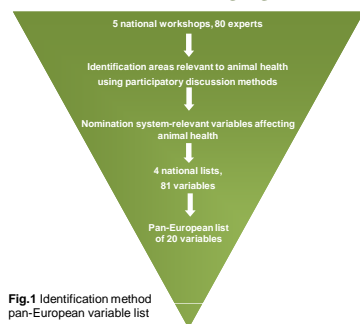 5 national workshops, 80 experts
Identification areas relevant to animal health
using participatory discussion methods
Nomination system-relevant variables affecting
animal health
4 national lists,
81 variables
Pan-European list
of 20 variables
Fig.1 Identification method
pan-European variable list